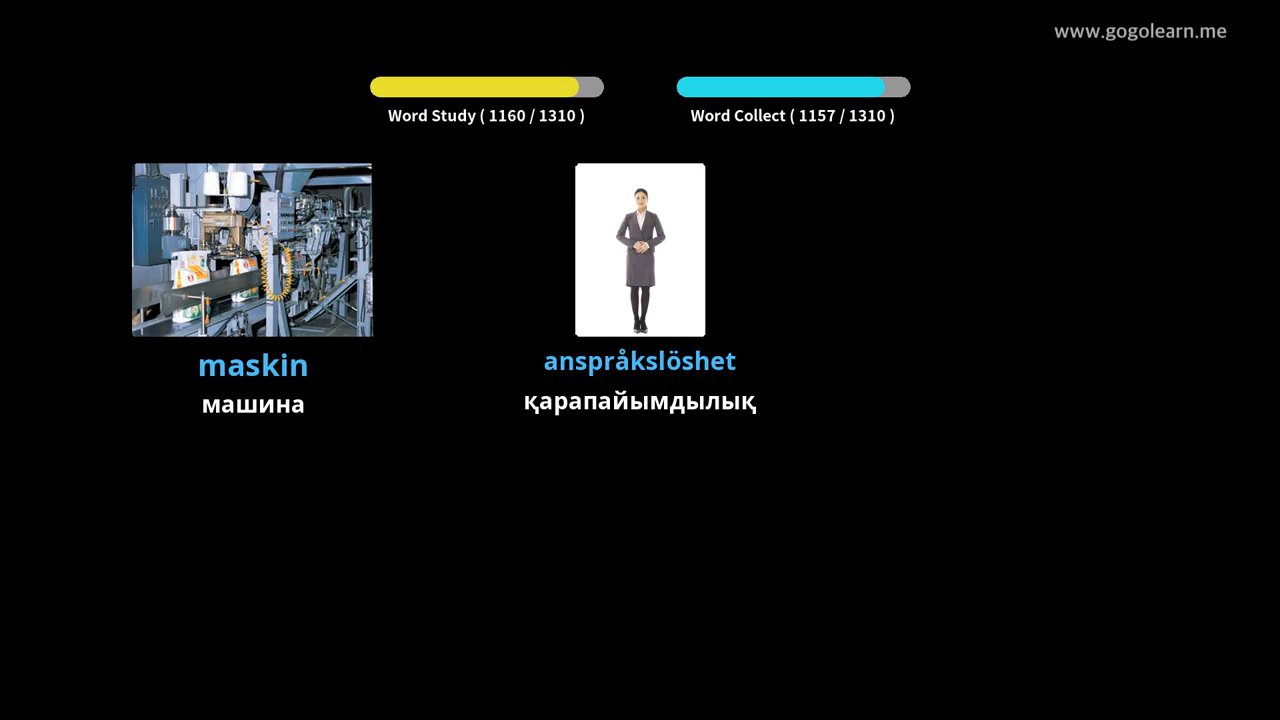 www.gogolearn.me
Word Study ( 1160 / 1310 )
Word Collect ( 1157 / 1310 )
maskin
машина
anspråkslöshet
қарапайымдылық